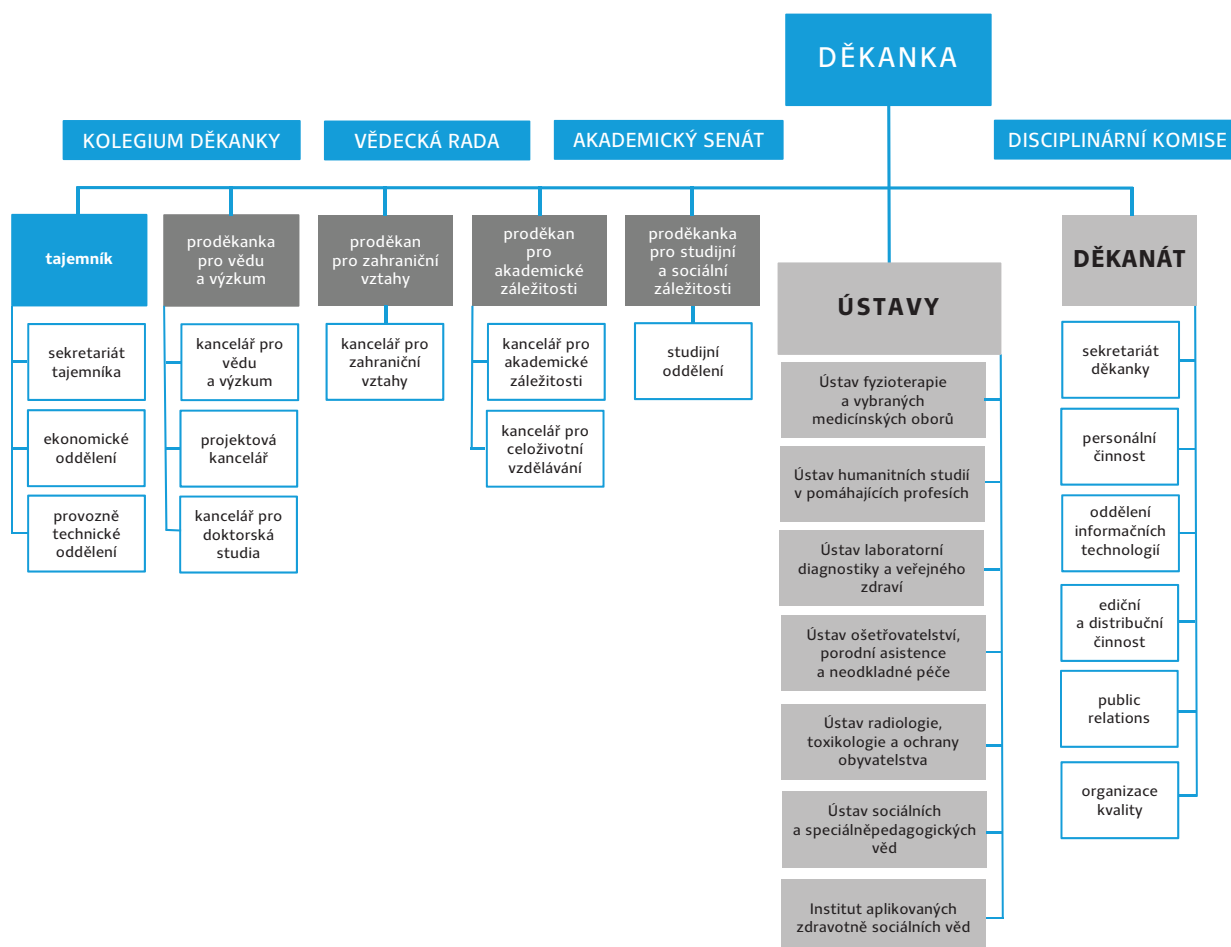 DĚKANKA
KOLEGIUM DĚKANKY
VĚDECKÁ RADA
AKADEMICKÝ SENÁT
DISCIPLINÁRNÍ KOMISE
tajemník
sekretariát
tajemníka
ekonomické
oddělení
provozně
technické
oddělení
proděkanka
pro vědu
a výzkum
kancelář pro
vědu
a výzkum
projektová
kancelář
kancelář pro
doktorská
studia
proděkan
pro zahraniční
vztahy
kancelář pro
zahraniční
vztahy
proděkan
pro
akademické
záležitosti
kancelář pro
akademické
záležitosti
kancelář pro
celoživotní
vzdělávání
proděkanka
pro studijní
a sociální
záležitosti
studijní
oddělení
ÚSTAVY
Ústav fyzioterapie
a vybraných
medicínských oborů
Ústav humanitních studií
v pomáhajících profesích
Ústav laboratorní
diagnostiky a veřejného
zdraví
Ústav ošetřovatelství,
porodní asistence
a neodkladné péče
Ústav radiologie,
toxikologie a ochrany
obyvatelstva
Ústav sociálních
a speciálněpedagogických
věd
Institut aplikovaných
zdravotně sociálních věd
DĚKANÁT
sekretariát
děkanky
personální
činnost
oddělení
informačních
technologií
ediční
a distribuční
činnost
public
relations
organizace
kvality